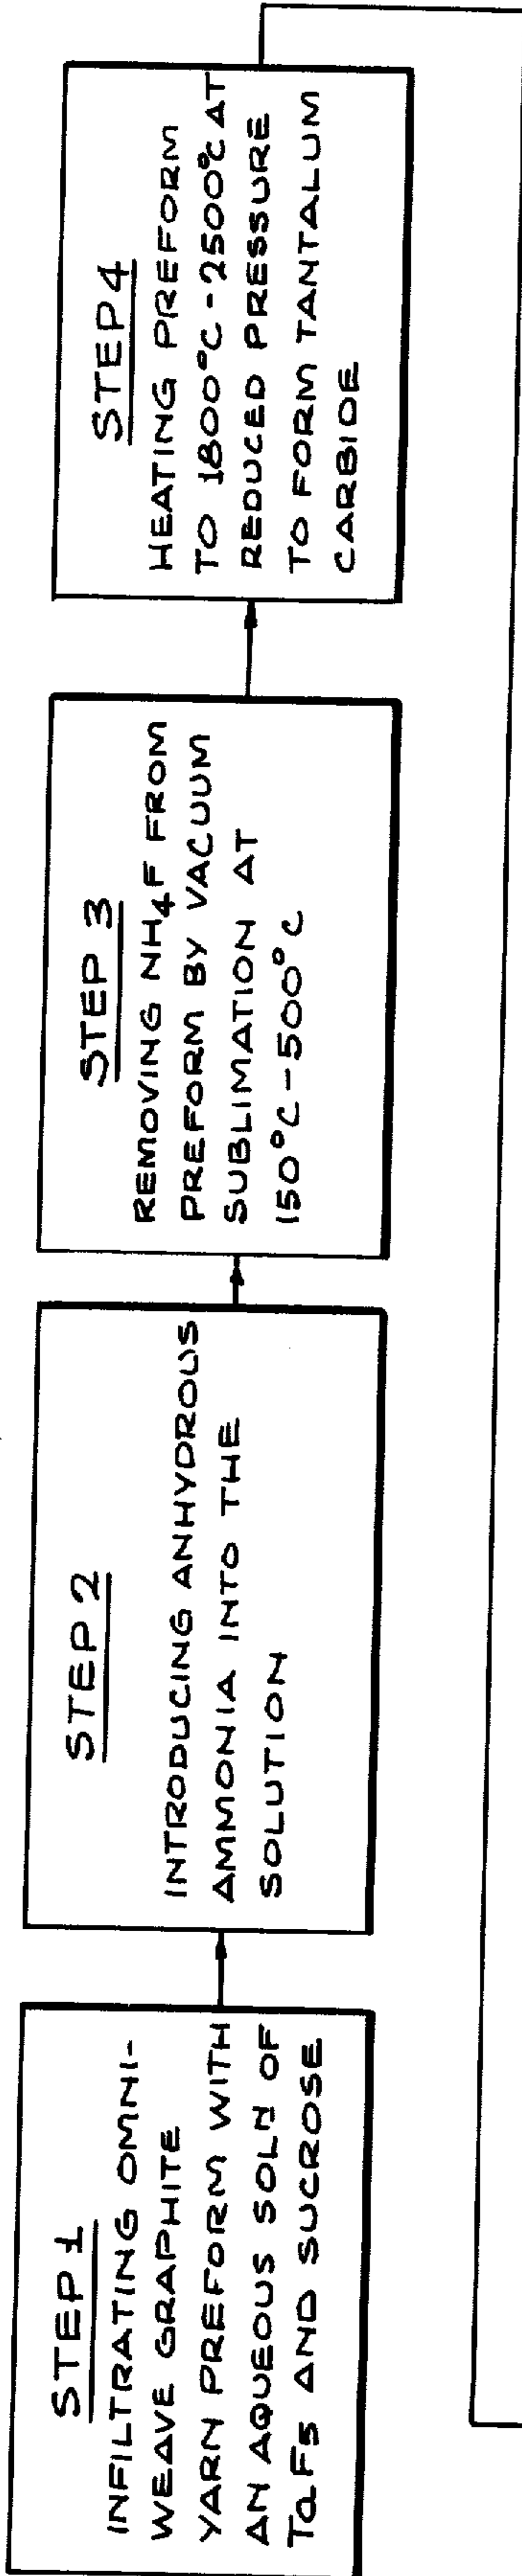 STEP 1
INFILTRATING OMNI-
WEAVE GRAPHITE
YARN PREFORM WITH
AN AQUEOUS SOLN OF
TaF5 AND SUCROSE
STEP 2
INTRODUCING ANHYDROUS
AMMONIA INTO THE
SOLUTION
STEP 3
REMOVING NH4F FROM
PREFORM BY VACUUM
SUBLIMATION AT
150°C-500°C
STEP 4
HEATING PREFORM
TO 1800°C-2500°C AT
REDUCED PRESSURE
TO FORM TANTALUM
CARBIDE